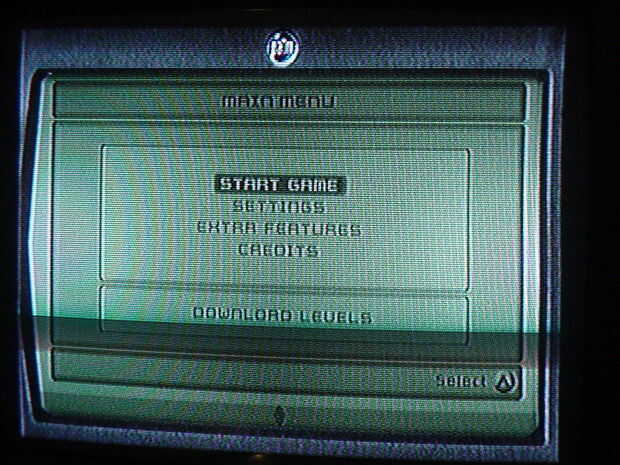 MAIN MENU
START GAME
SETTINGS
EXTRA FEATURES
CREDITS
DOWNLOAD LEVELS
Select A